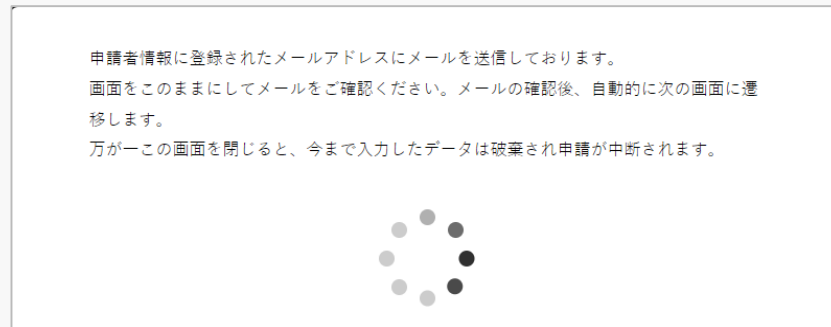 申請者情報に登録されたメールアドレスにメールを送信しております。
画面をこのままにしてメールをご確認ください。メールの確認後、自動的に次の画面に遷
移します。
万が一この画面を閉じると、今まで入力したデータは破棄され申請が中断されます。